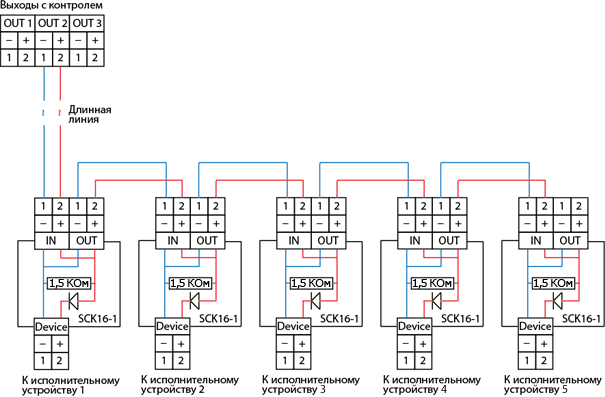 Выходы с контролем
OUT 1 OUT 2 OUT 3
− + − + − +
1 2 1 2 1 2
~ ~ Длинная
линия
1 2 1 2 1 2 1 2 1 2 1 2 1 2 1 2 1 2 1 2
− + − + − + − + − + − + − + − + − + − +
IN OUT IN OUT IN OUT IN OUT IN OUT
1,5 КОм 1,5 КОм 1,5 КОм 1,5 КОм 1,5 КОм
SCK16-1 SCK16-1 SCK16-1 SCK16-1 SCK16-1
Device Device Device Device Device
− + − + − + − + − +
1 2 1 2 1 2 1 2 1 2
К исполнительному
устройству 1
К исполнительному
устройству 2
К исполнительному
устройству 3
К исполнительному
устройству 4
К исполнительному
устройству 5